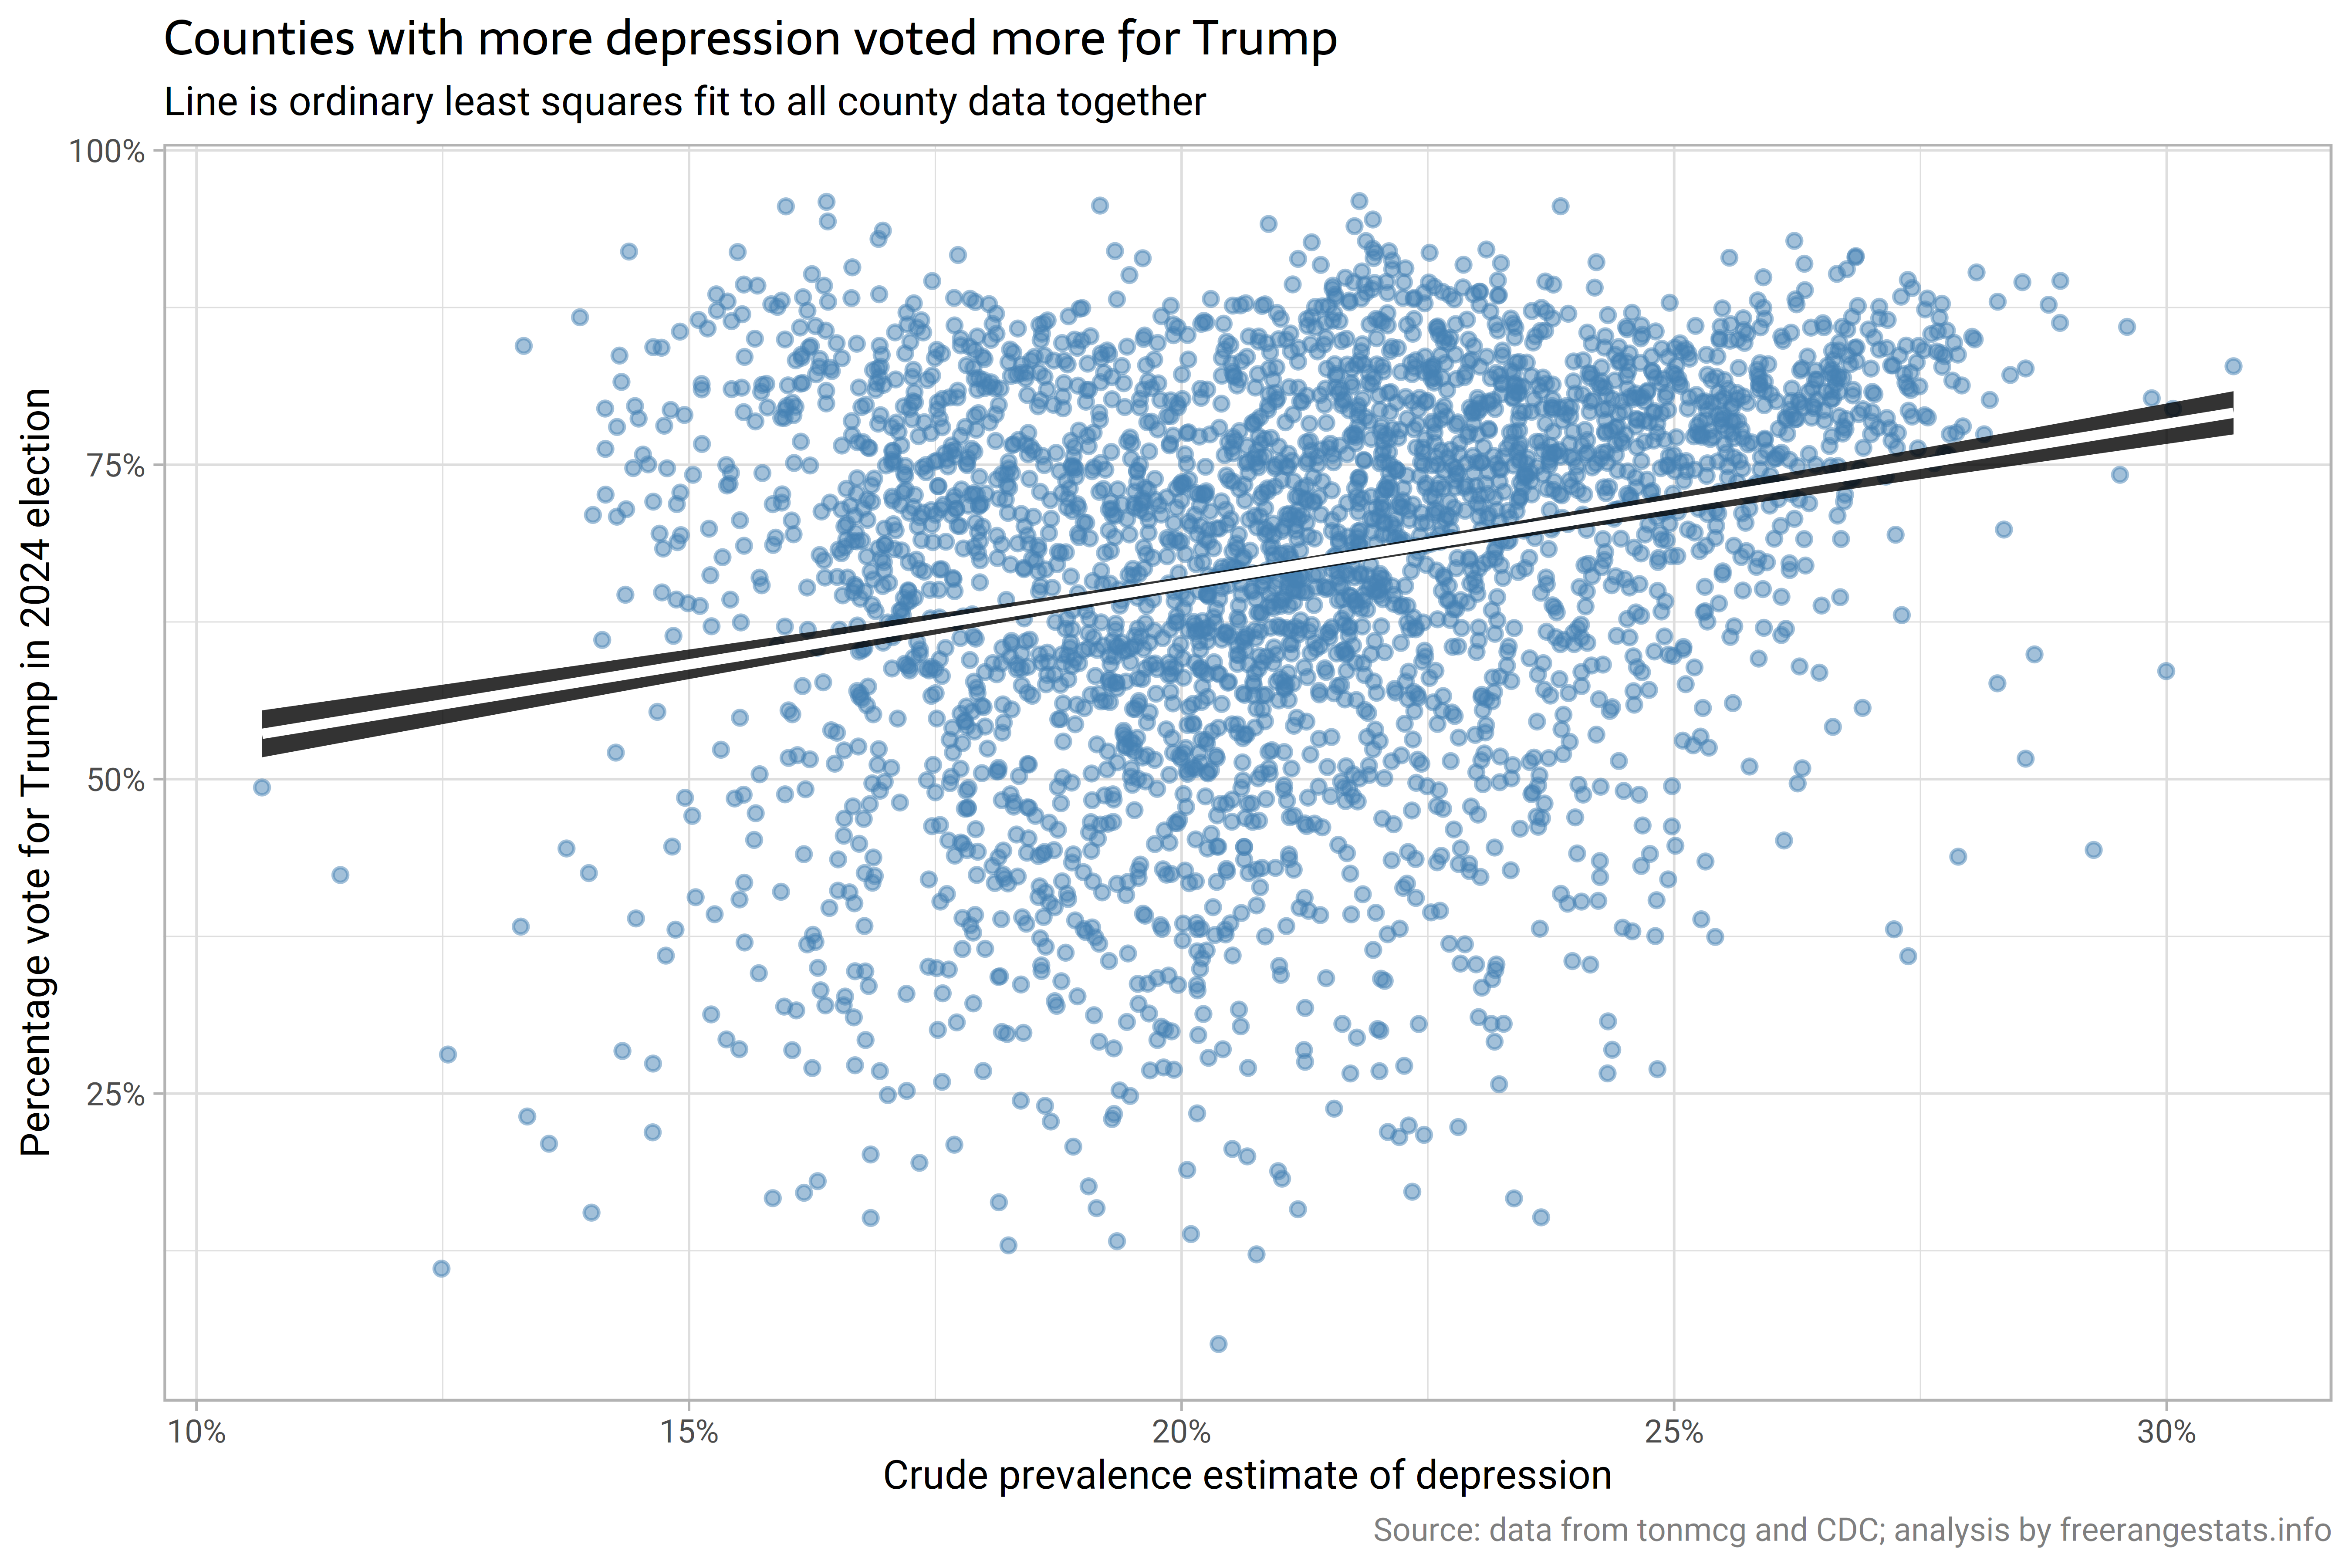 Counties with more depression voted more for Trump
Line is ordinary least squares fit to all county data together
Percentage vote for Trump in 2024 election
100%
75%
50%
25%
10%
15%
20%
25%
30%
Crude prevalence estimate of depression
Source: data from tonmcg and CDC; analysis by freerangestats.info